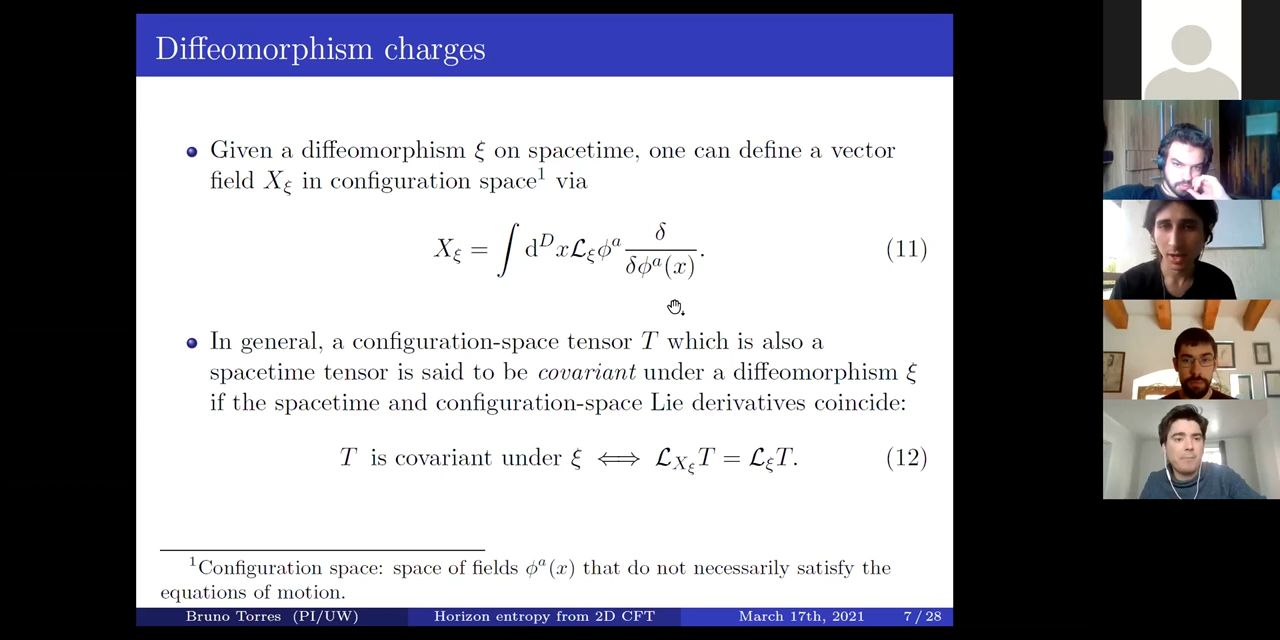 Diffeomorphism charges
Given a diffeomorphism ξ on spacetime, one can define a vector
field X_ξ in configuration space¹ via
X_ξ = ∫ d^D x ℒ_ξ ϕ^a δ/δϕ^a(x). (11)
In general, a configuration-space tensor T which is also a
spacetime tensor is said to be covariant under a diffeomorphism ξ
if the spacetime and configuration-space Lie derivatives coincide:
T is covariant under ξ ⟺ ℒ_{X_ξ} T = ℒ_ξ T. (12)
¹Configuration space: space of fields ϕ^a(x) that do not necessarily satisfy the
equations of motion.
Bruno Torres (PI/UW) Horizon entropy from 2D CFT March 17th, 2021 7 / 28